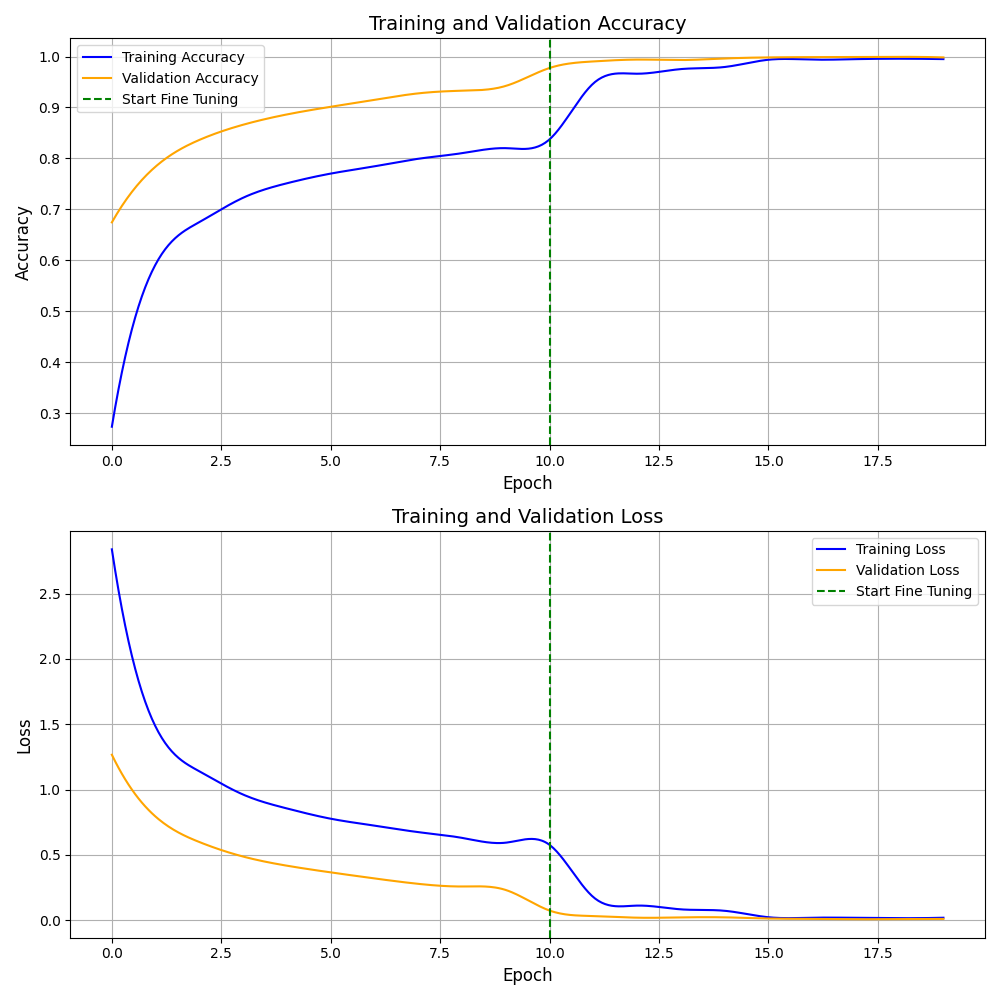 Training and Validation Accuracy
Training Accuracy
Validation Accuracy
Start Fine Tuning
1.0
0.9
0.8
0.7
0.6
0.5
0.4
0.3
Accuracy
0.0 2.5 5.0 7.5 10.0 12.5 15.0 17.5
Epoch
Training and Validation Loss
Training Loss
Validation Loss
Start Fine Tuning
2.5
2.0
1.5
1.0
0.5
0.0
Loss
0.0 2.5 5.0 7.5 10.0 12.5 15.0 17.5
Epoch